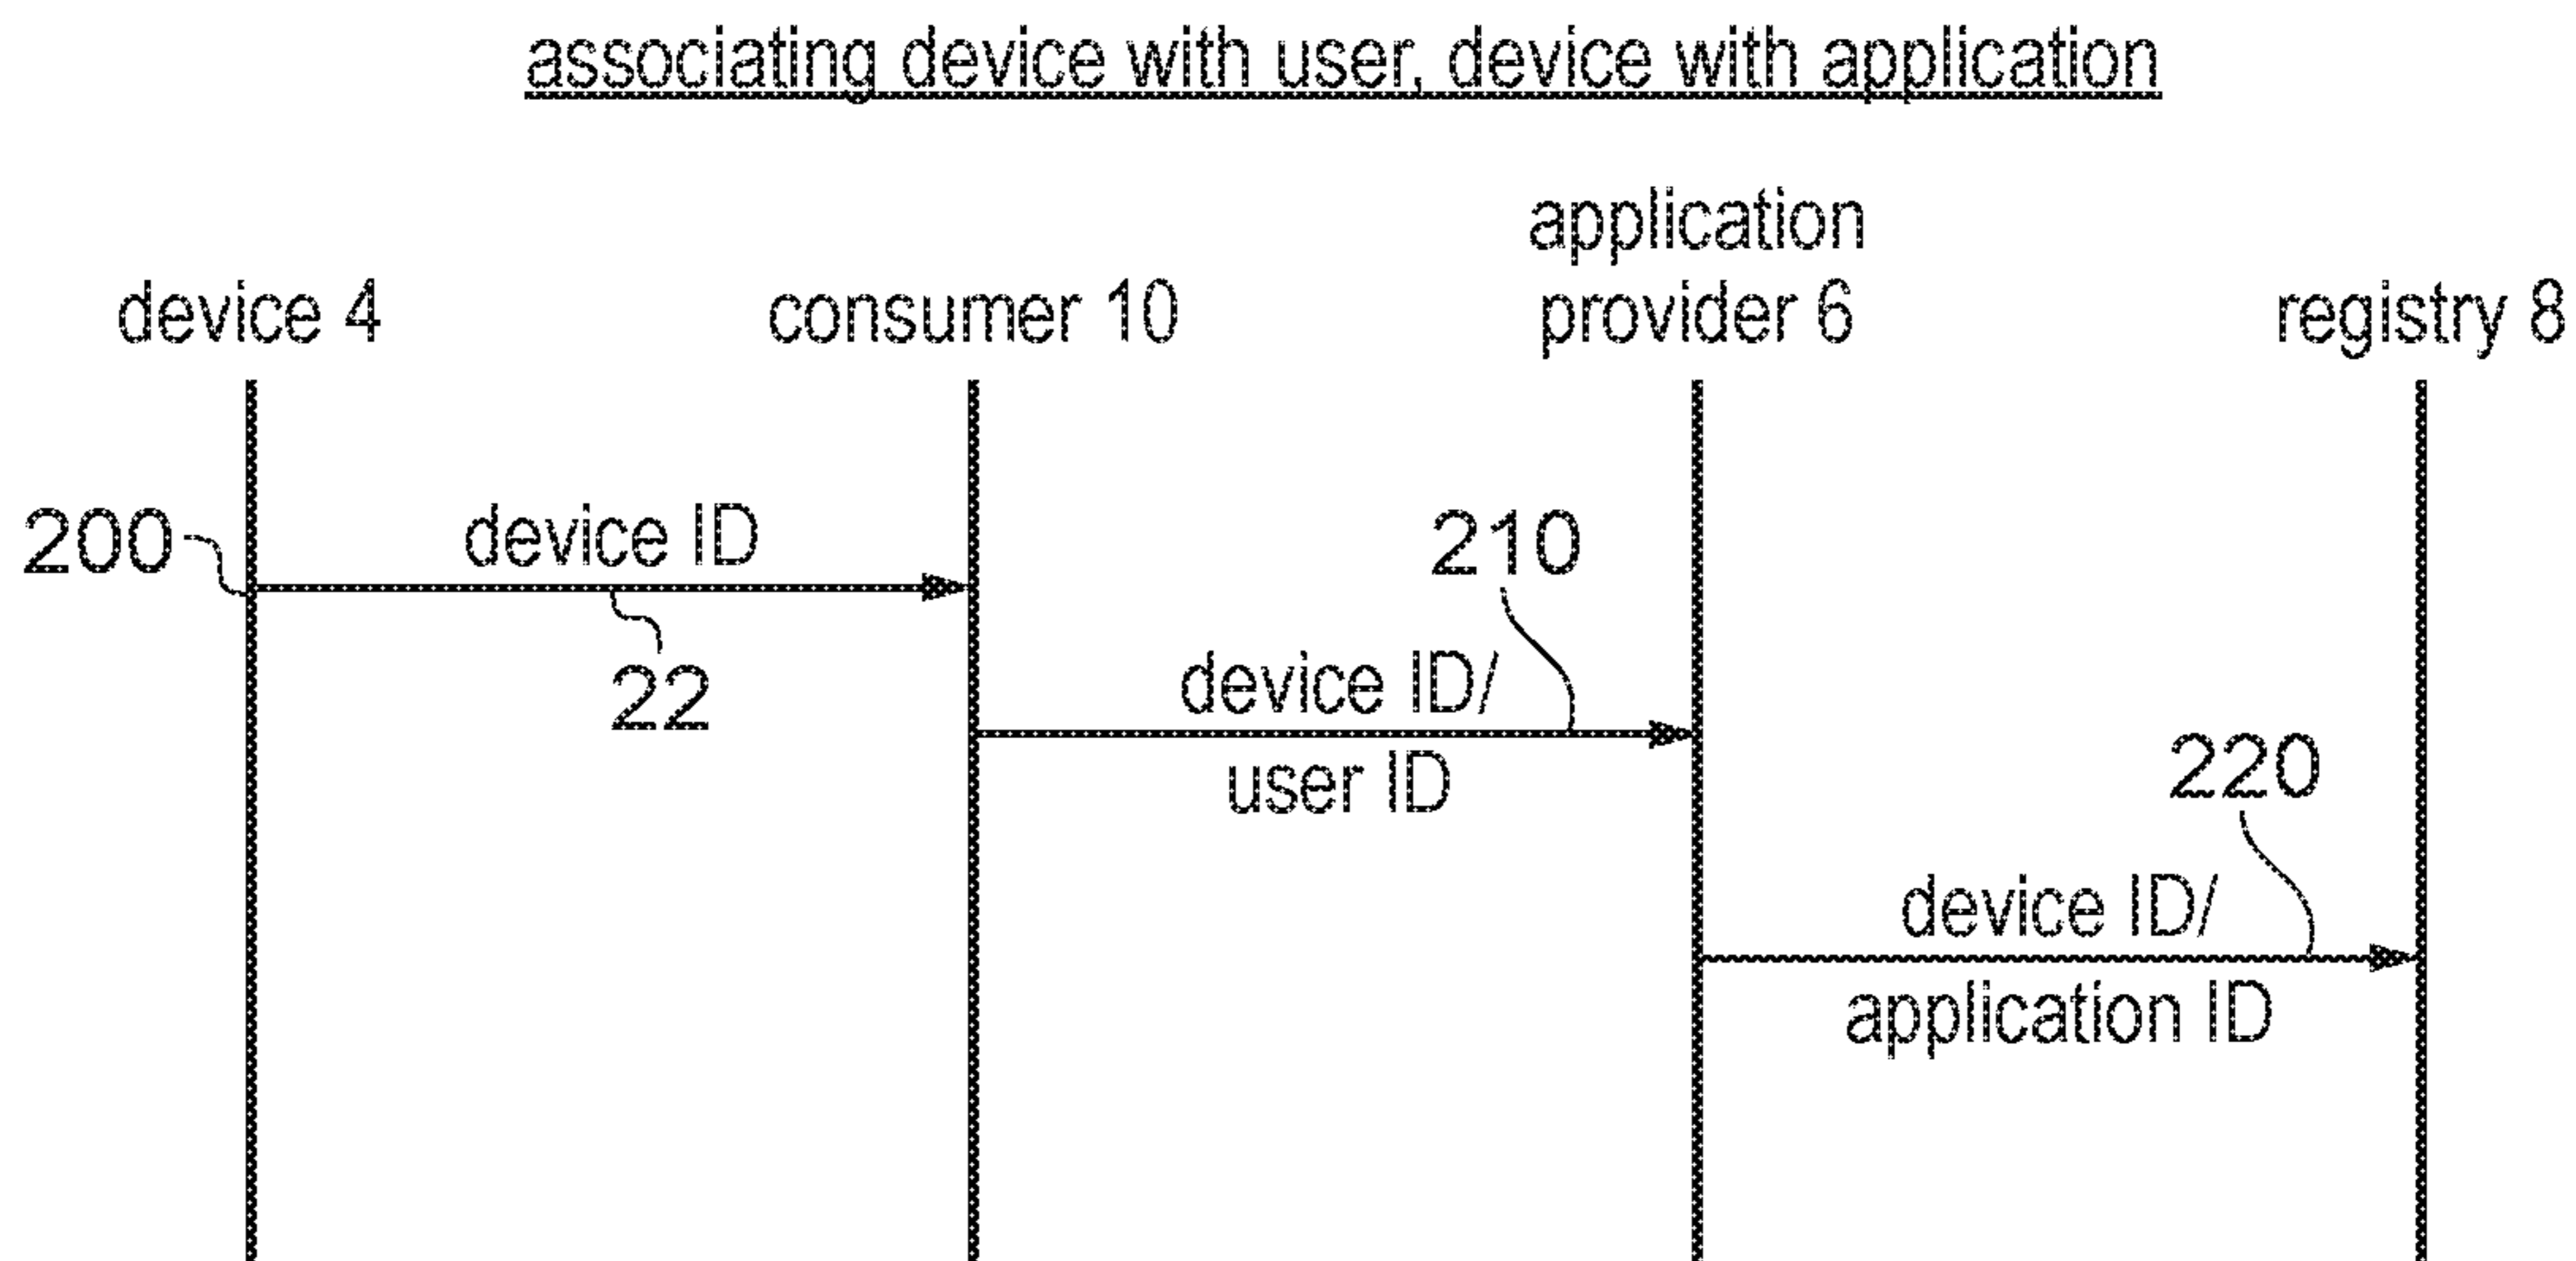 associating device with user, device with application
application
device 4 consumer 10 provider 6 registry 8
200 device ID 210
22 device ID/
user ID 220
device ID/
application ID